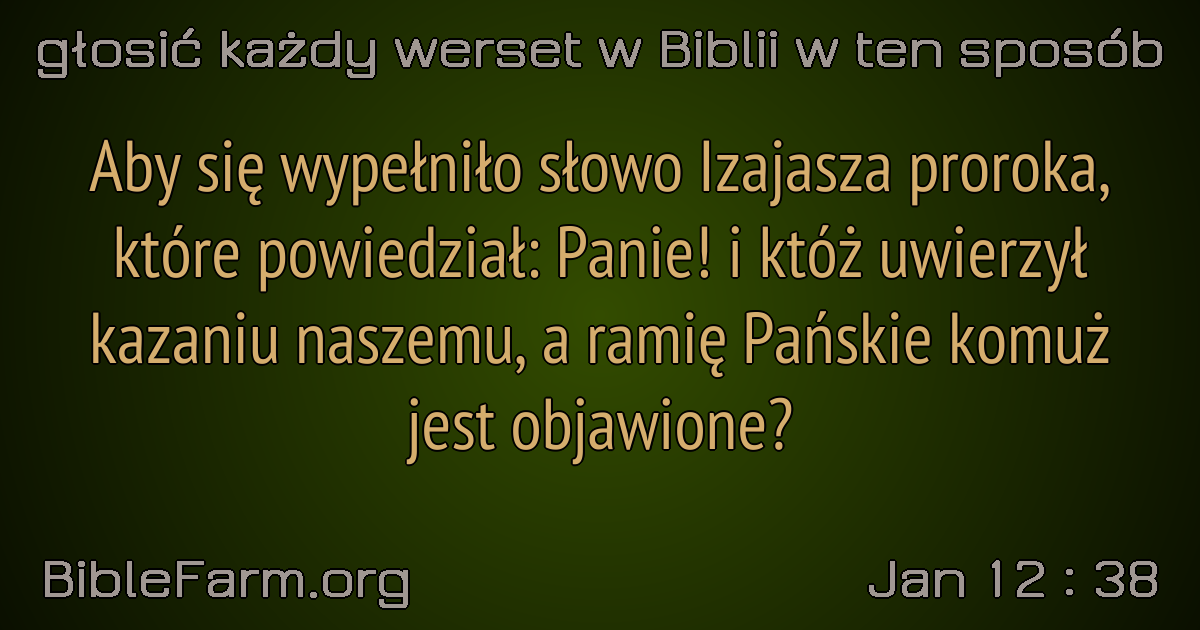 głosić każdy werset w Biblii w ten sposób
Aby się wypełniło słowo Izajasza proroka,
które powiedział: Panie! i któż uwierzył
kazaniu naszemu, a ramię Pańskie komuż
jest objawione?
BibleFarm.org
Jan 12 : 38